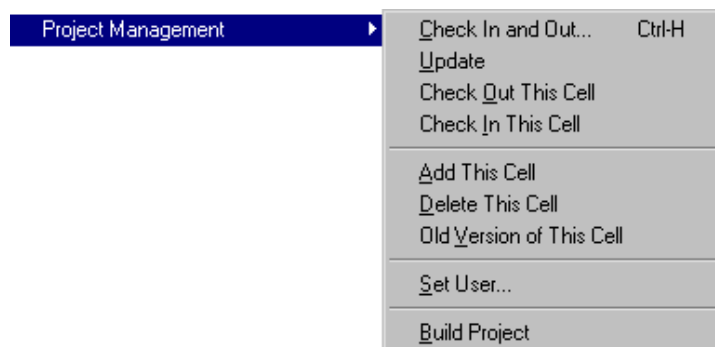 Project Management
Check In and Out... Ctrl-H
Update
Check Out This Cell
Check In This Cell
Add This Cell
Delete This Cell
Old Version of This Cell
Set User...
Build Project